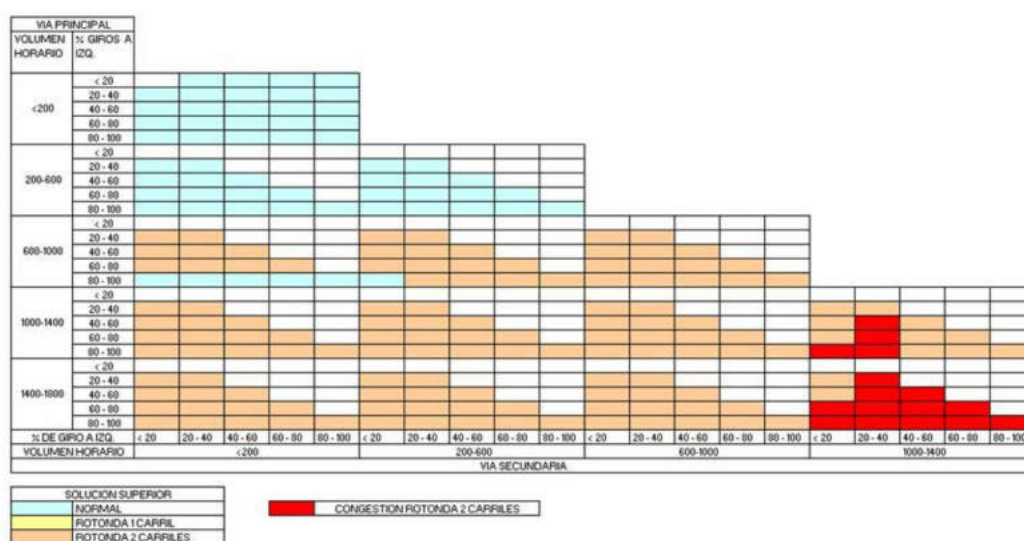 VIA PRINCIPAL
VOLUMEN % GIROS A
HORARIO IZQ.
< 20
20 - 40
<200 40 - 60
60 - 80
80 - 100
< 20
20 - 40
200-600 40 - 60
60 - 80
80 - 100
< 20
20 - 40
600-1000 40 - 60
60 - 80
80 - 100
< 20
20 - 40
1000-1400 40 - 60
60 - 80
80 - 100
< 20
20 - 40
1400-1800 40 - 60
60 - 80
80 - 100
% DE GIRO A IZQ. < 20 20 - 40 40 - 60 60 - 80 80 - 100 < 20 20 - 40 40 - 60 60 - 80 80 - 100 < 20 20 - 40 40 - 60 60 - 80 80 - 100 < 20 20 - 40 40 - 60 60 - 80 80 - 100
VOLUMEN HORARIO <200 200-600 600-1000 1000-1400
VIA SECUNDARIA
SOLUCION SUPERIOR
NORMAL CONGESTION ROTONDA 2 CARRILES
ROTONDA 1 CARRIL
ROTONDA 2 CARRILES